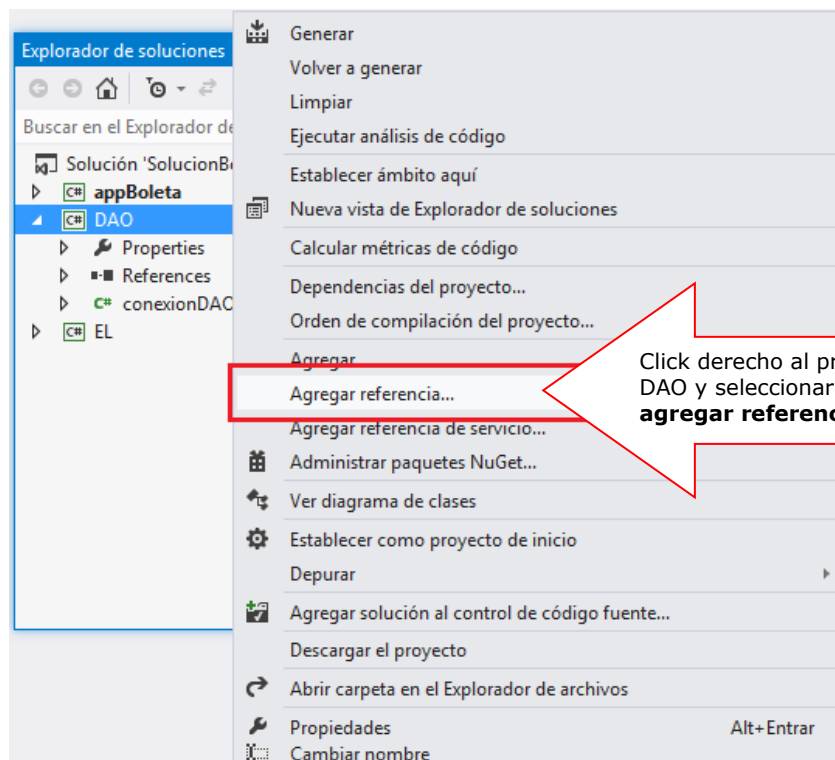 Explorador de soluciones
Buscar en el Explorador de
Solución 'SolucionB
C# appBoleta
C# DAO
Properties
References
C# conexionDAO
C# EL
Generar
Volver a generar
Limpiar
Ejecutar análisis de código
Establecer ámbito aquí
Nueva vista de Explorador de soluciones
Calcular métricas de código
Dependencias del proyecto...
Orden de compilación del proyecto...
Agregar
Agregar referencia...
Agregar referencia de servicio...
Administrar paquetes NuGet...
Ver diagrama de clases
Establecer como proyecto de inicio
Depurar
Agregar solución al control de código fuente...
Descargar el proyecto
Abrir carpeta en el Explorador de archivos
Propiedades Alt+Entrar
Cambiar nombre
Click derecho al pr
DAO y seleccionar
agregar referenc